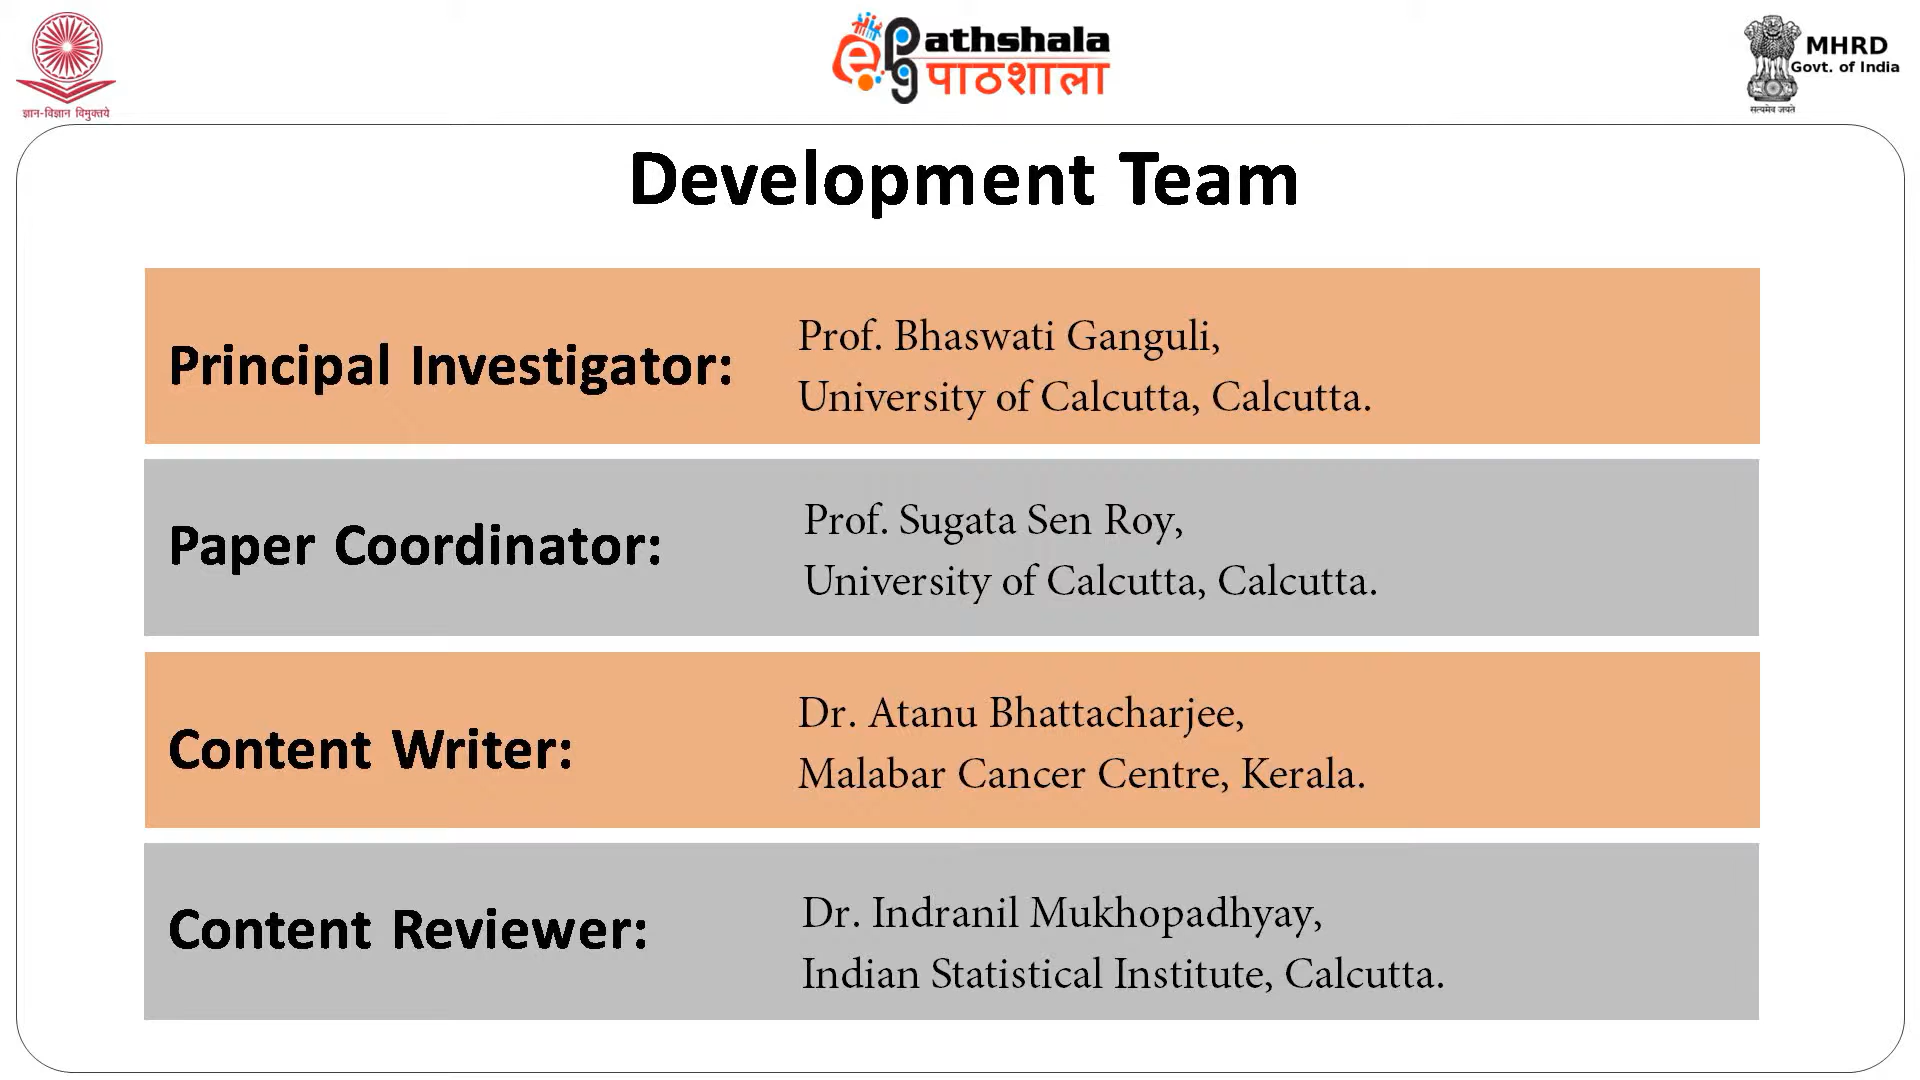 ज्ञान-विज्ञान विमुक्तये
e PG Pathshala
पाठशाला
MHRD
Govt. of India
सत्यमेव जयते
Development Team
Principal Investigator:
Prof. Bhaswati Ganguli,
University of Calcutta, Calcutta.
Paper Coordinator:
Prof. Sugata Sen Roy,
University of Calcutta, Calcutta.
Content Writer:
Dr. Atanu Bhattacharjee,
Malabar Cancer Centre, Kerala.
Content Reviewer:
Dr. Indranil Mukhopadhyay,
Indian Statistical Institute, Calcutta.